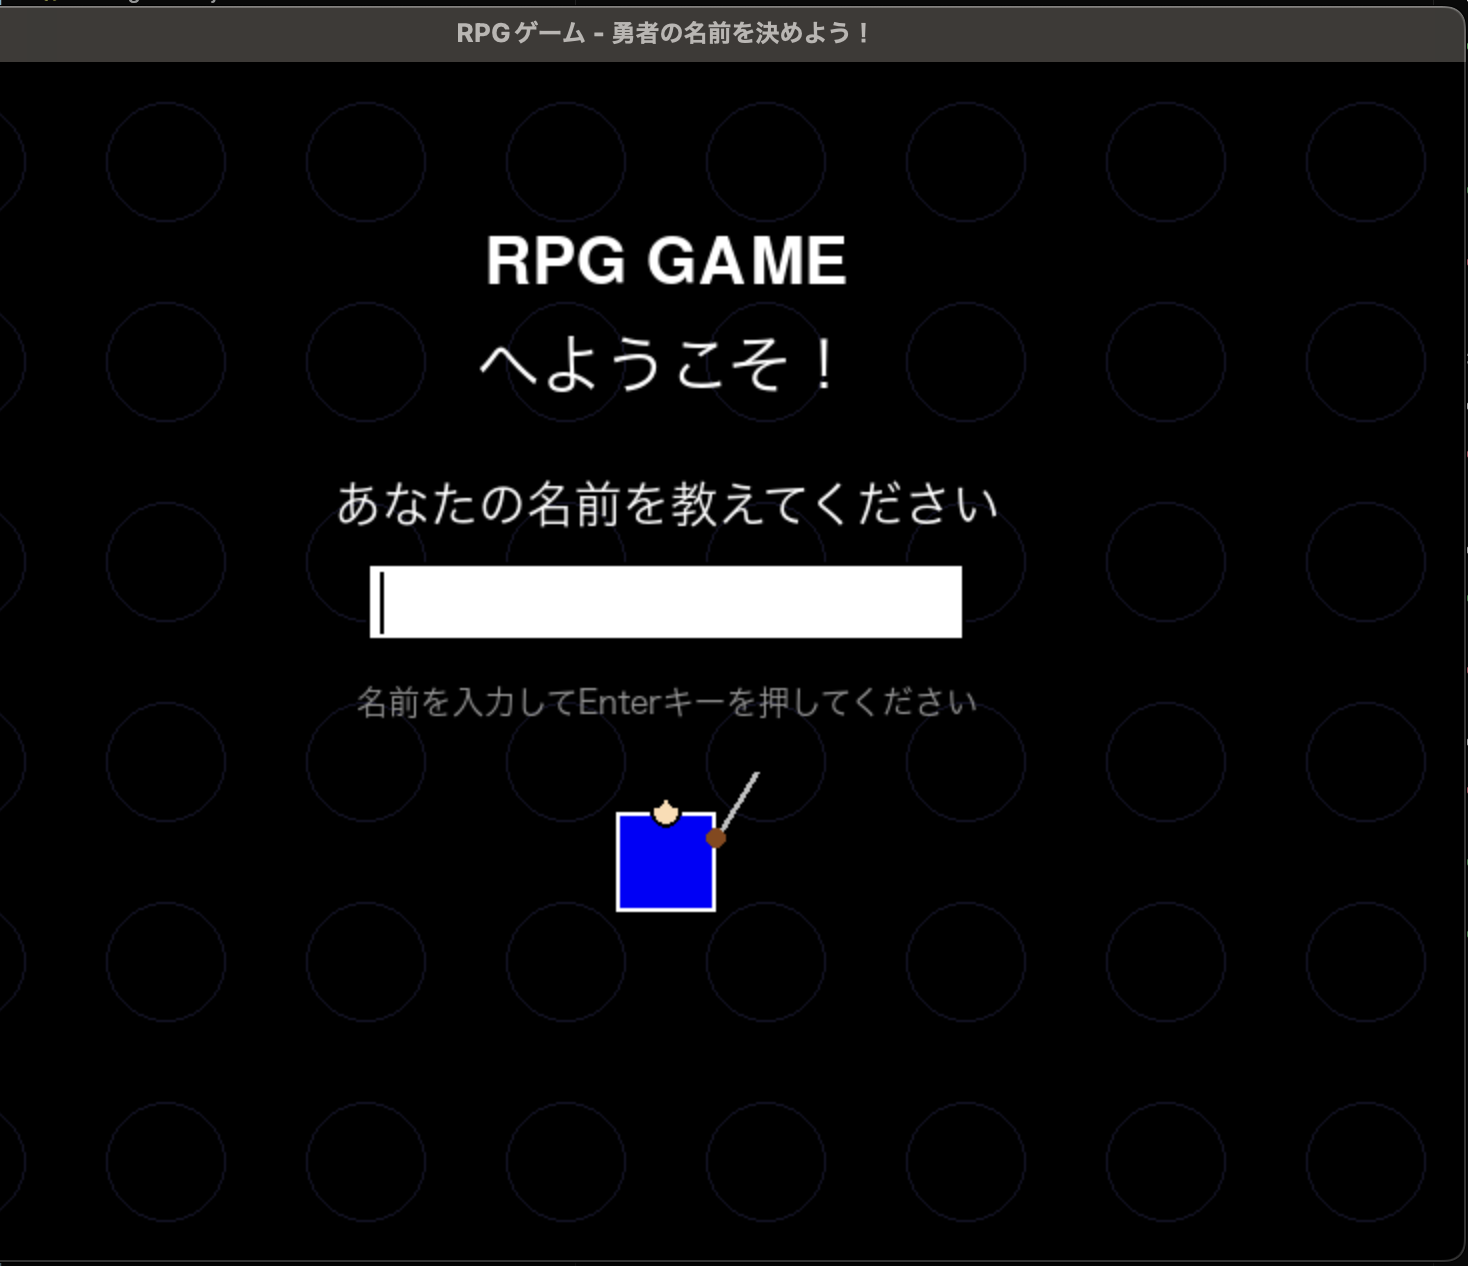 RPGゲーム - 勇者の名前を決めよう！
RPG GAME
へようこそ！
あなたの名前を教えてください
名前を入力してEnterキーを押してください